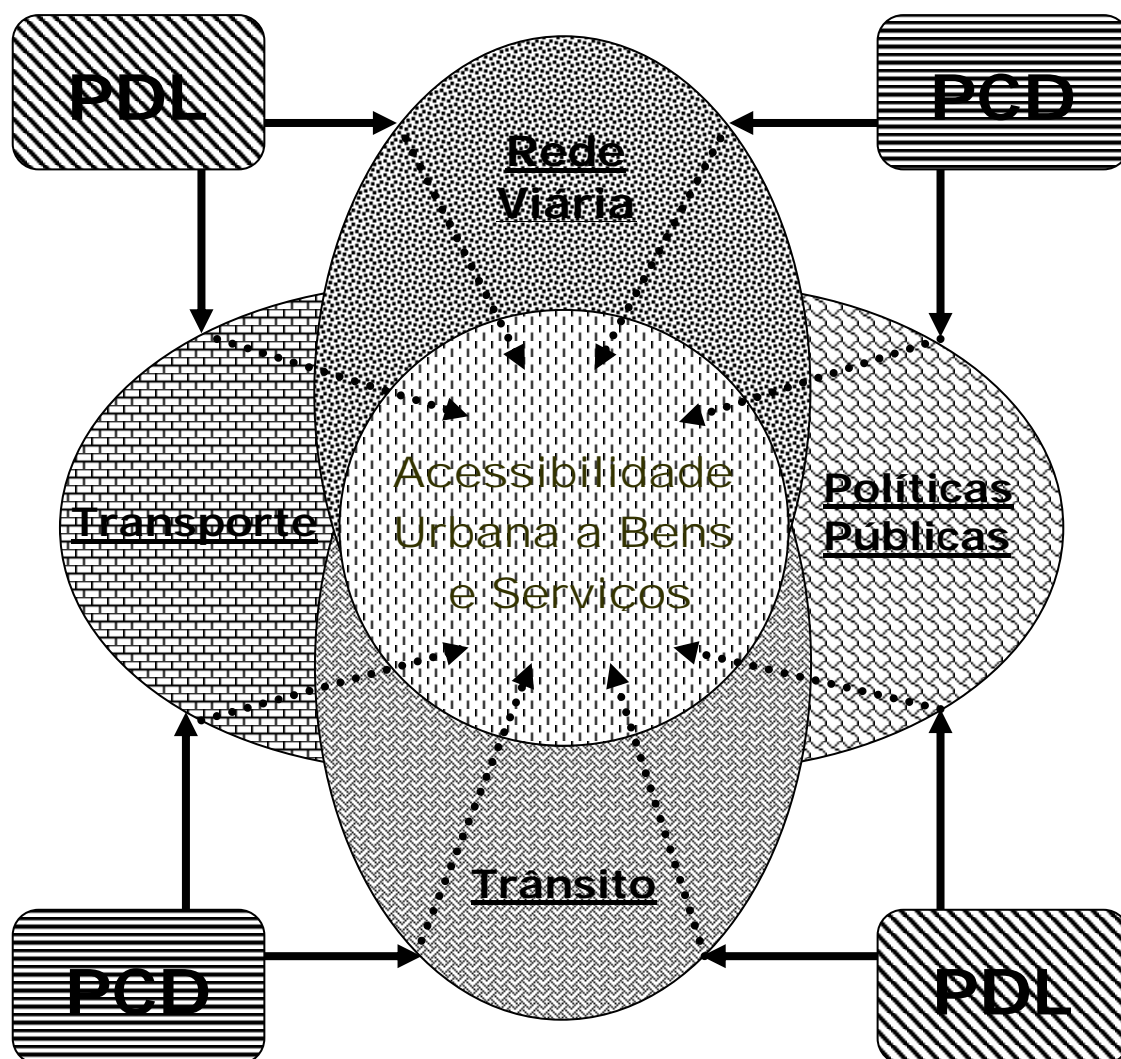 PDL
PCD
Rede
Viária
Transporte
Acessibilidade
Urbana a Bens
e Serviços
Políticas
Públicas
Trânsito
PCD
PDL